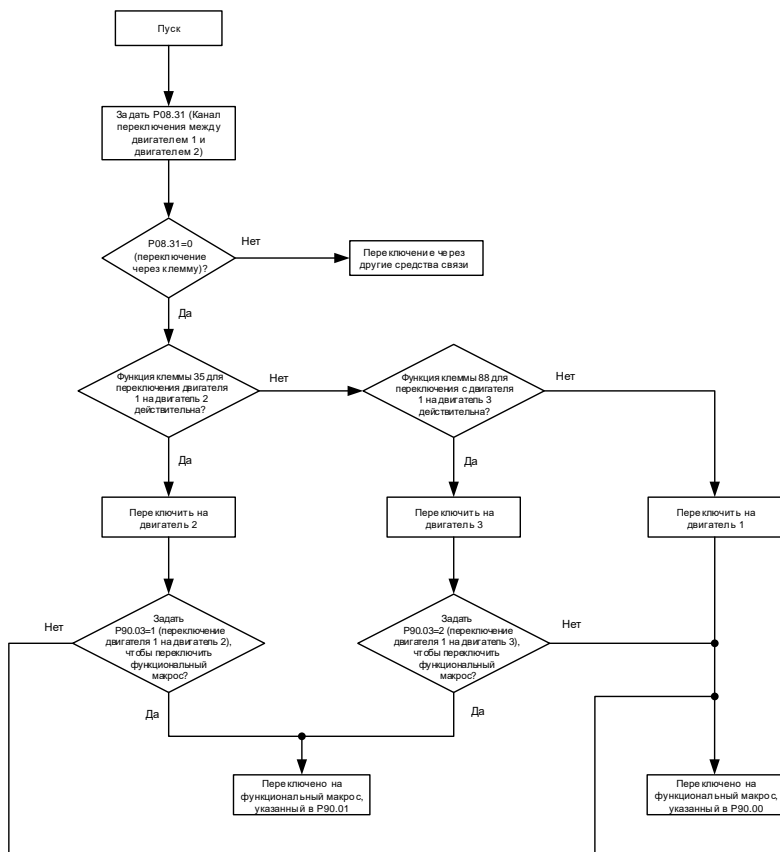 Пуск
Задать P08.31 (Канал
переключения между
двигателем 1 и
двигателем 2)
P08.31=0
(переключение
через клемму)?
Нет
Переключение через
другие средства связи
Да
Функция клеммы 35 для
переключения двигателя
1 на двигатель 2
действительна?
Нет
Функция клеммы 88 для
переключения с двигателя
1 на двигатель 3
действительна?
Нет
Да
Да
Переключить на
двигатель 2
Переключить на
двигатель 3
Переключить на
двигатель 1
Нет
Задать
P90.03=1 (переключение
двигателя 1 на двигатель 2),
чтобы переключить
функциональный
макрос?
Задать
P90.03=2 (переключение
двигателя 1 на двигатель 3),
чтобы переключить
функциональный
макрос?
Нет
Да
Да
Переключено на
функциональный макрос,
указанный в P90.01
Переключено на
функциональный макрос,
указанный в P90.00